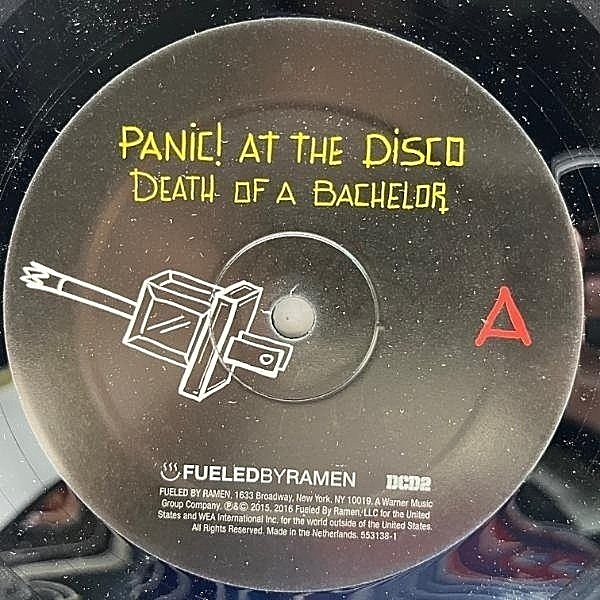 PANIC! AT THE DISCO
DEATH OF A BACHELOR
A
FUELEDBYRAMEN
DCD2
FUELED BY RAMEN, 1633 Broadway, New York, NY 10019. A Warner Music
Group Company. ℗&© 2015, 2016 Fueled By Ramen, LLC for the United
States and WEA International Inc. for the world outside of the United States.
All Rights Reserved. Made in the Netherlands. 553138-1